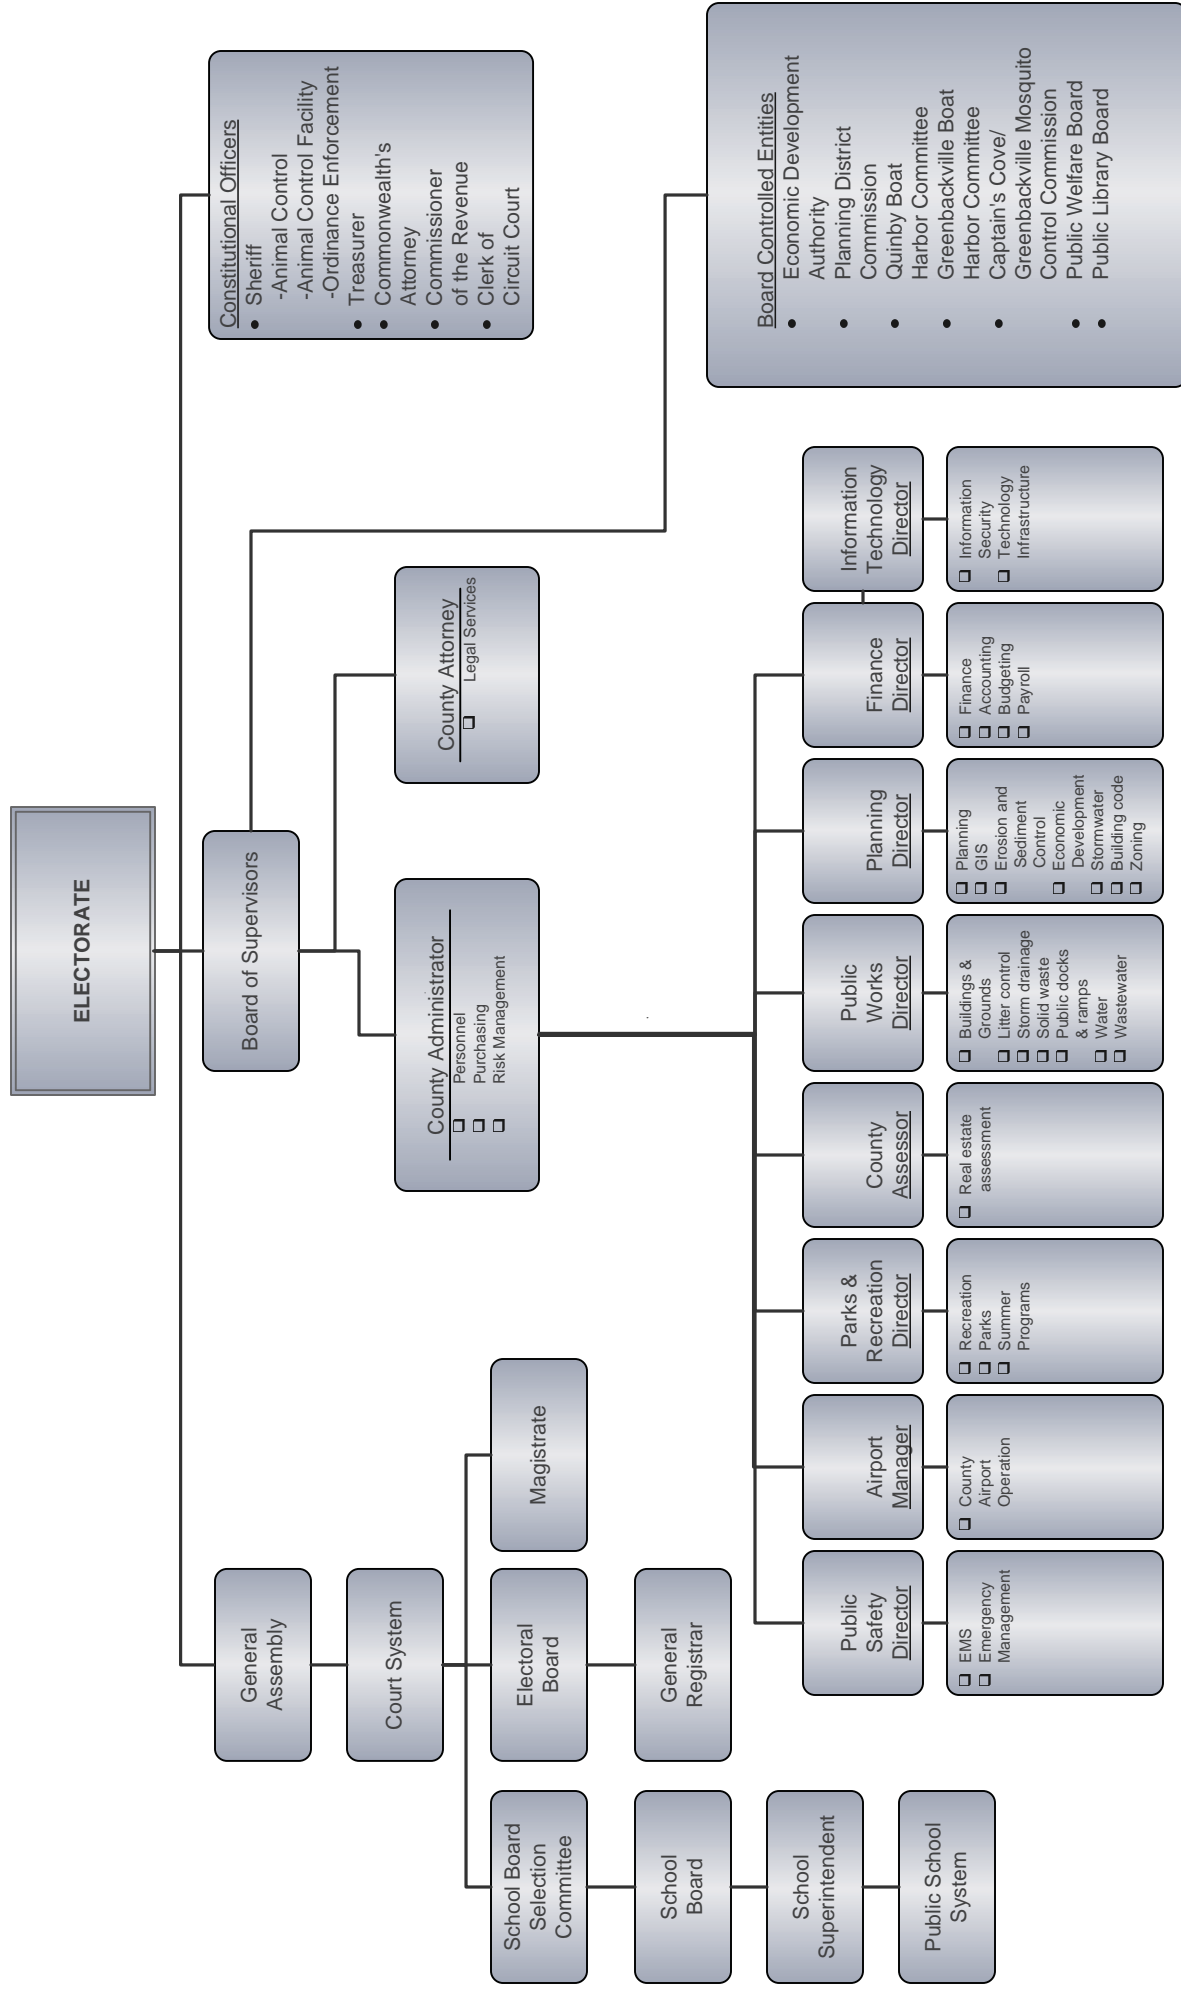 ELECTORATE
General
Assembly
Board of Supervisors
Constitutional Officers
• Sheriff
-Animal Control
-Animal Control Facility
-Ordinance Enforcement
• Treasurer
• Commonwealth's
Attorney
• Commissioner
of the Revenue
• Clerk of
Circuit Court
Court System
County Administrator
❑ Personnel
❑ Purchasing
❑ Risk Management
County Attorney
❑ Legal Services
School Board
Selection
Committee
Electoral
Board
Magistrate
School
Board
General
Registrar
School
Superintendent
Public School
System
Board Controlled Entities
• Economic Development
Authority
• Planning District
Commission
• Quinby Boat
Harbor Committee
• Greenbackville Boat
Harbor Committee
• Captain's Cove/
Greenbackville Mosquito
Control Commission
• Public Welfare Board
• Public Library Board
Public
Safety
Director
❑ EMS
❑ Emergency
Management
Airport
Manager
❑ County
Airport
Operation
Parks &
Recreation
Director
❑ Recreation
❑ Parks
❑ Summer
Programs
County
Assessor
❑ Real estate
assessment
Public
Works
Director
❑ Buildings &
Grounds
❑ Litter control
❑ Storm drainage
❑ Solid waste
❑ Public docks
& ramps
❑ Water
❑ Wastewater
Planning
Director
❑ Planning
❑ GIS
❑ Erosion and
Sediment
Control
❑ Economic
Development
❑ Stormwater
❑ Building code
❑ Zoning
Finance
Director
❑ Finance
❑ Accounting
❑ Budgeting
❑ Payroll
Information
Technology
Director
❑ Information
Security
❑ Technology
Infrastructure